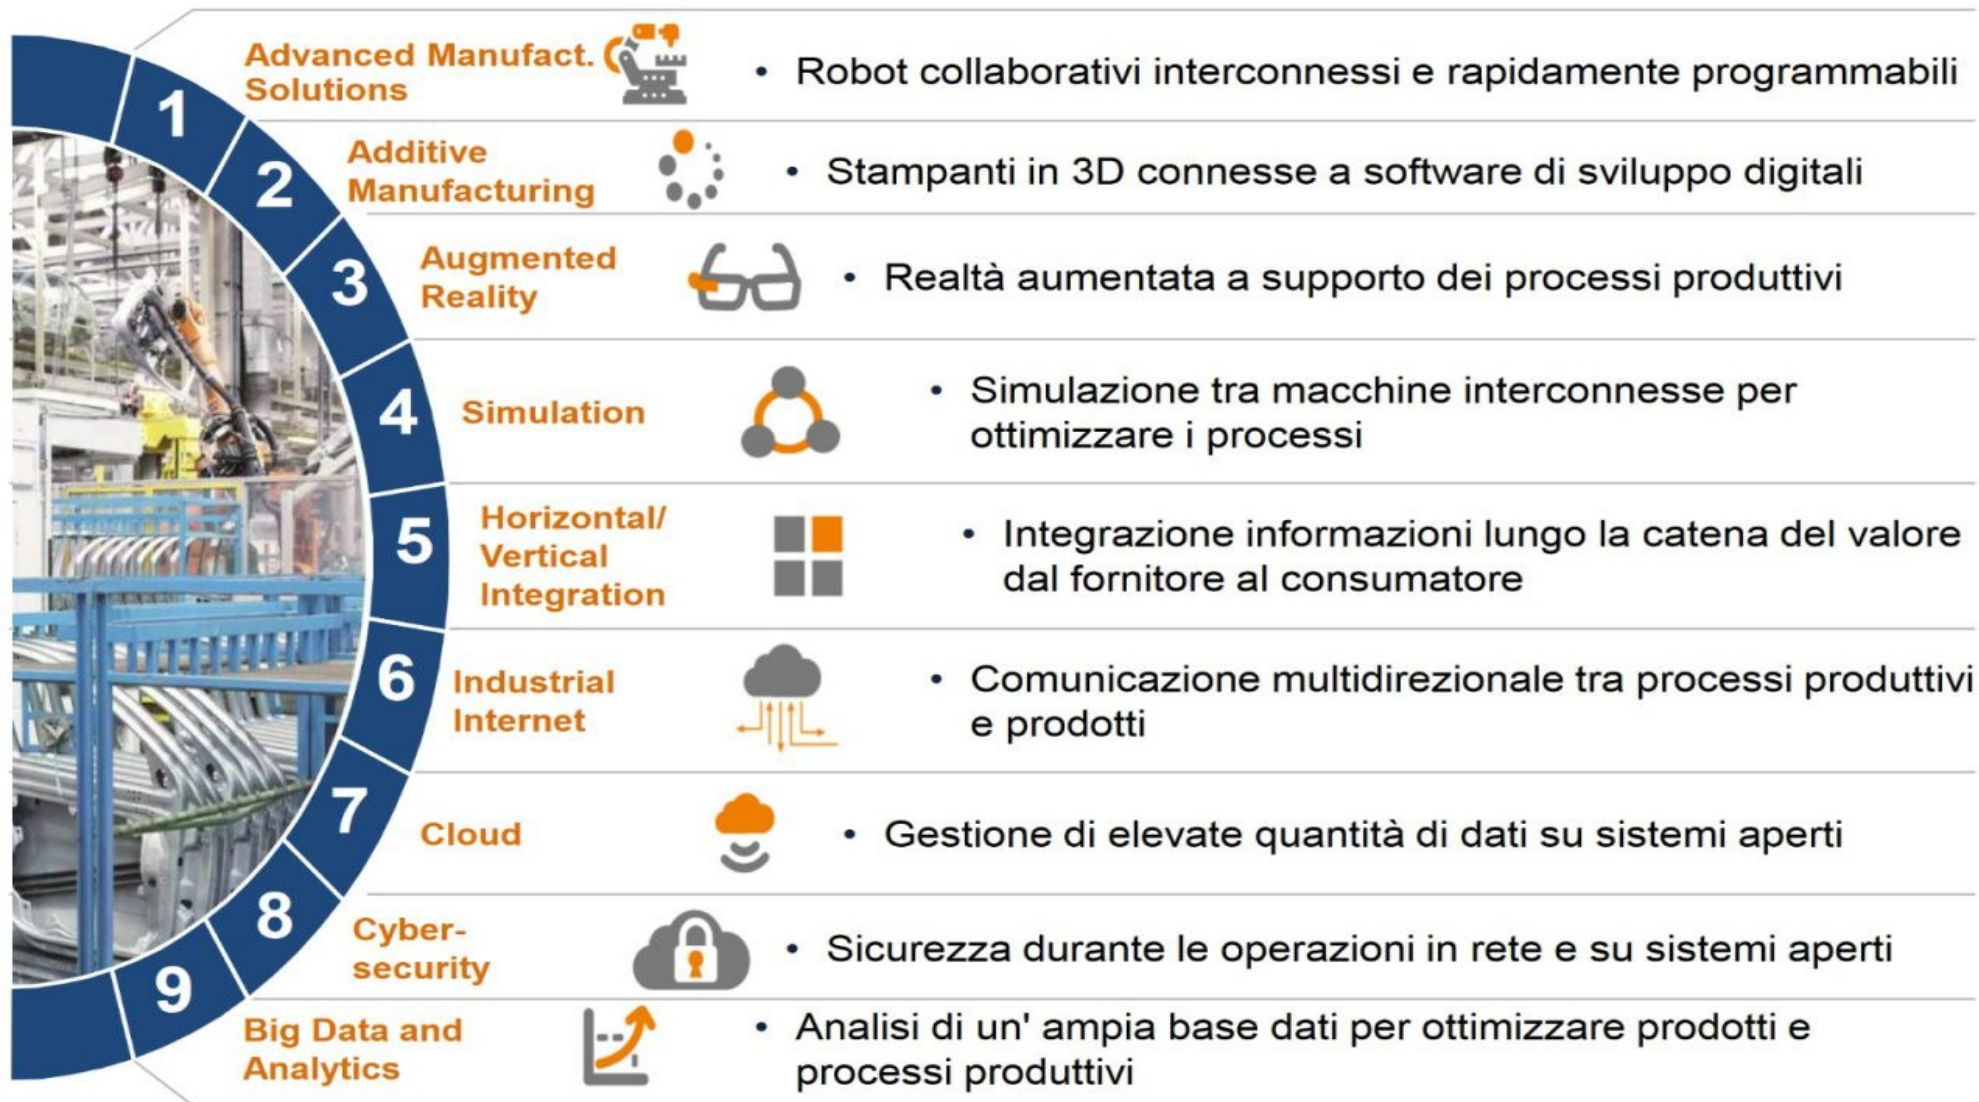 1
Advanced Manufact.
Solutions
• Robot collaborativi interconnessi e rapidamente programmabili
2
Additive
Manufacturing
• Stampanti in 3D connesse a software di sviluppo digitali
3
Augmented
Reality
• Realtà aumentata a supporto dei processi produttivi
4
Simulation
• Simulazione tra macchine interconnesse per
ottimizzare i processi
5
Horizontal/
Vertical
Integration
• Integrazione informazioni lungo la catena del valore
dal fornitore al consumatore
6
Industrial
Internet
• Comunicazione multidirezionale tra processi produttivi
e prodotti
7
Cloud
• Gestione di elevate quantità di dati su sistemi aperti
8
Cyber-
security
• Sicurezza durante le operazioni in rete e su sistemi aperti
9
Big Data and
Analytics
• Analisi di un' ampia base dati per ottimizzare prodotti e
processi produttivi